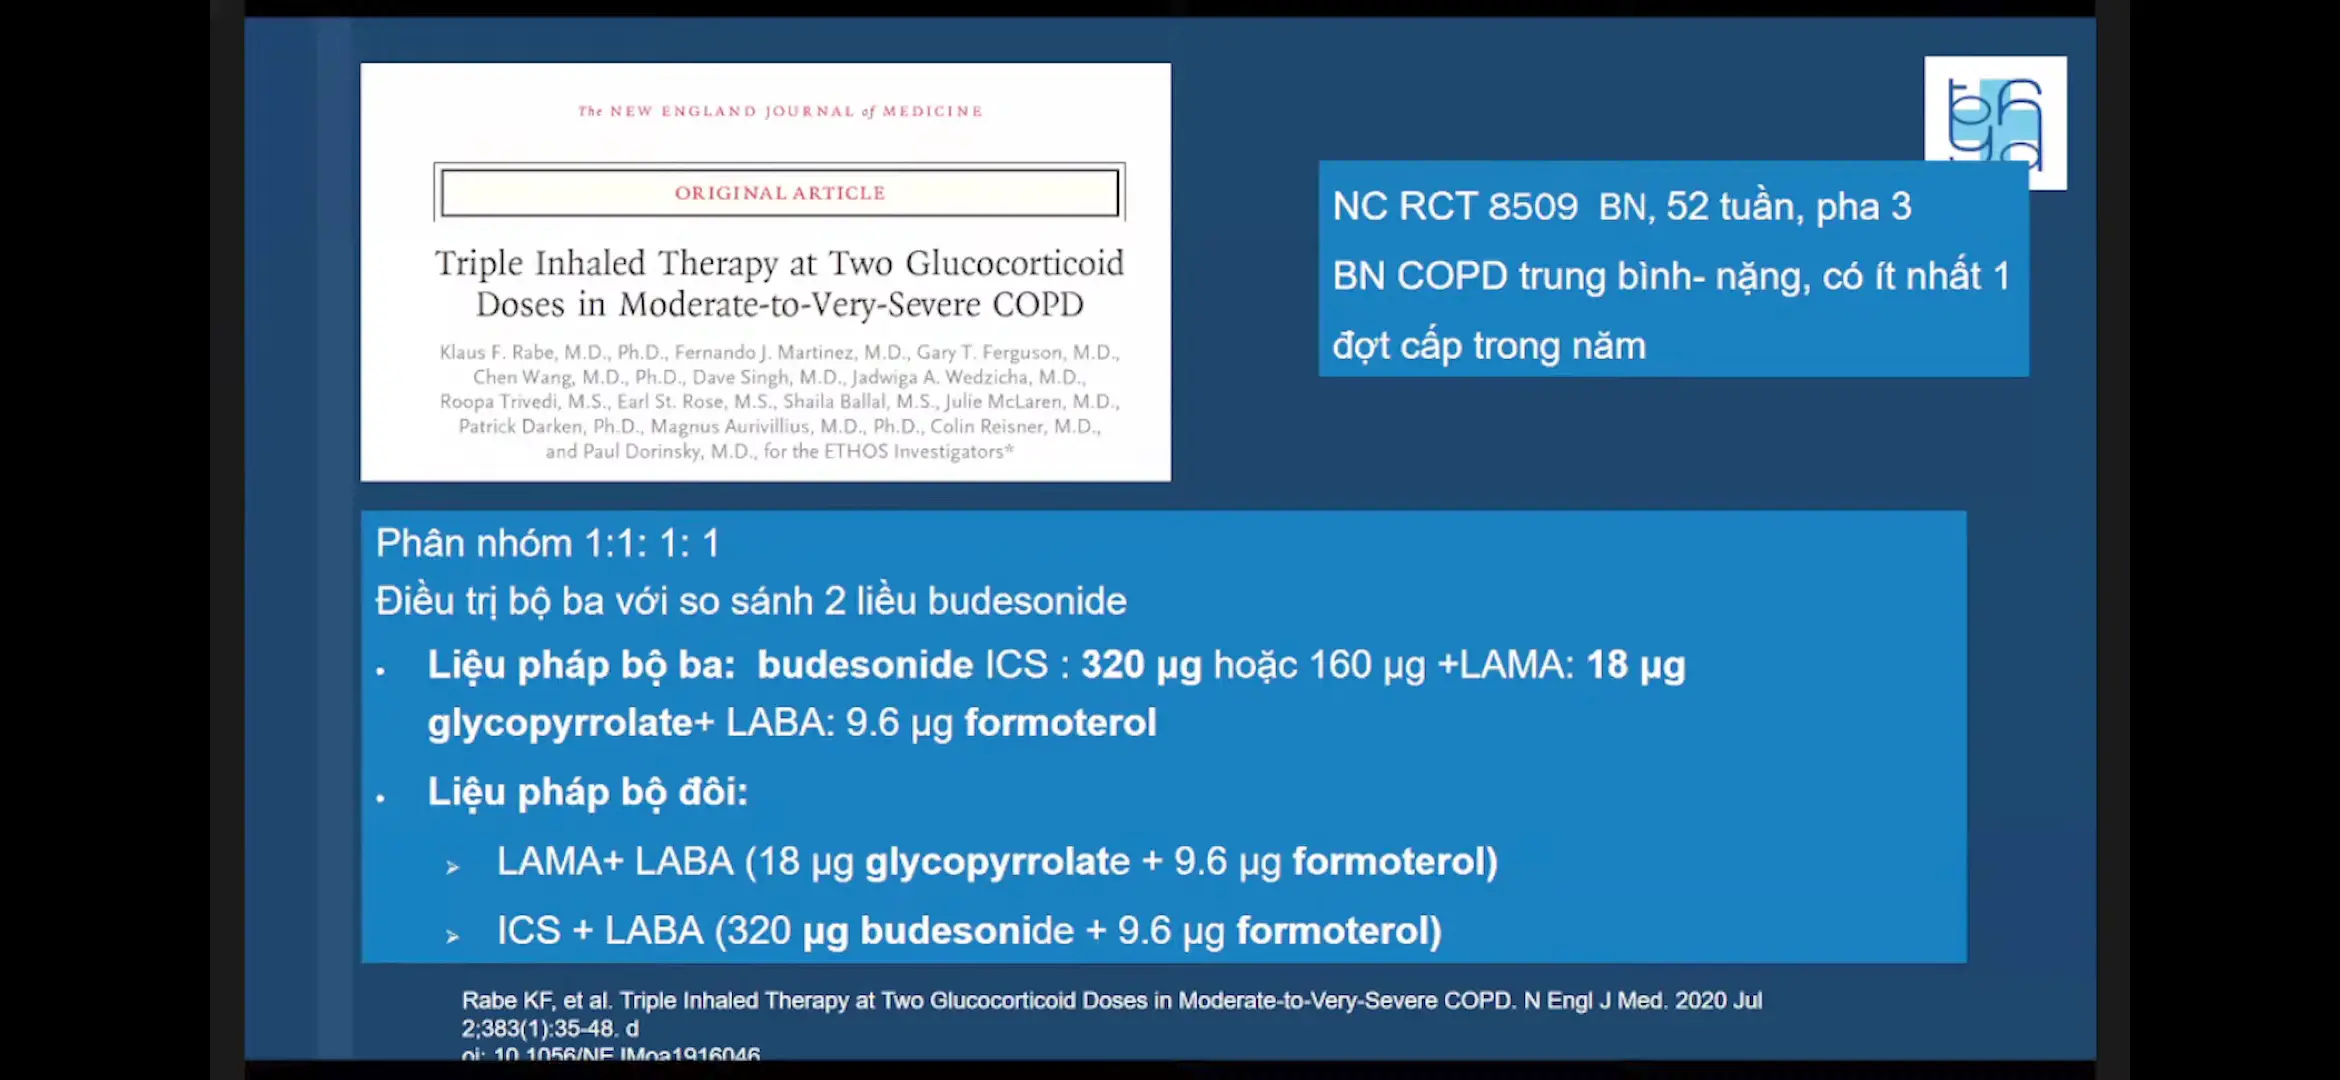 The NEW ENGLAND JOURNAL of MEDICINE
ORIGINAL ARTICLE
Triple Inhaled Therapy at Two Glucocorticoid
Doses in Moderate-to-Very-Severe COPD
Klaus F. Rabe, M.D., Ph.D., Fernando J. Martinez, M.D., Gary T. Ferguson, M.D.,
Chen Wang, M.D., Ph.D., Dave Singh, M.D., Jadwiga A. Wedzicha, M.D.,
Roopa Trivedi, M.S., Earl St. Rose, M.S., Shaila Ballal, M.S., Julie McLaren, M.D.,
Patrick Darken, Ph.D., Magnus Aurivillius, M.D., Ph.D., Colin Reisner, M.D.,
and Paul Dorinsky, M.D., for the ETHOS Investigators*
NC RCT 8509 BN, 52 tuần, pha 3
BN COPD trung bình- nặng, có ít nhất 1
đợt cấp trong năm
Phân nhóm 1:1: 1: 1
Điều trị bộ ba với so sánh 2 liều budesonide
• Liệu pháp bộ ba: budesonide ICS : 320 µg hoặc 160 µg +LAMA: 18 µg
glycopyrrolate+ LABA: 9.6 µg formoterol
• Liệu pháp bộ đôi:
➢ LAMA+ LABA (18 µg glycopyrrolate + 9.6 µg formoterol)
➢ ICS + LABA (320 µg budesonide + 9.6 µg formoterol)
Rabe KF, et al. Triple Inhaled Therapy at Two Glucocorticoid Doses in Moderate-to-Very-Severe COPD. N Engl J Med. 2020 Jul
2;383(1):35-48. d
oi: 10.1056/NEJMoa1916046